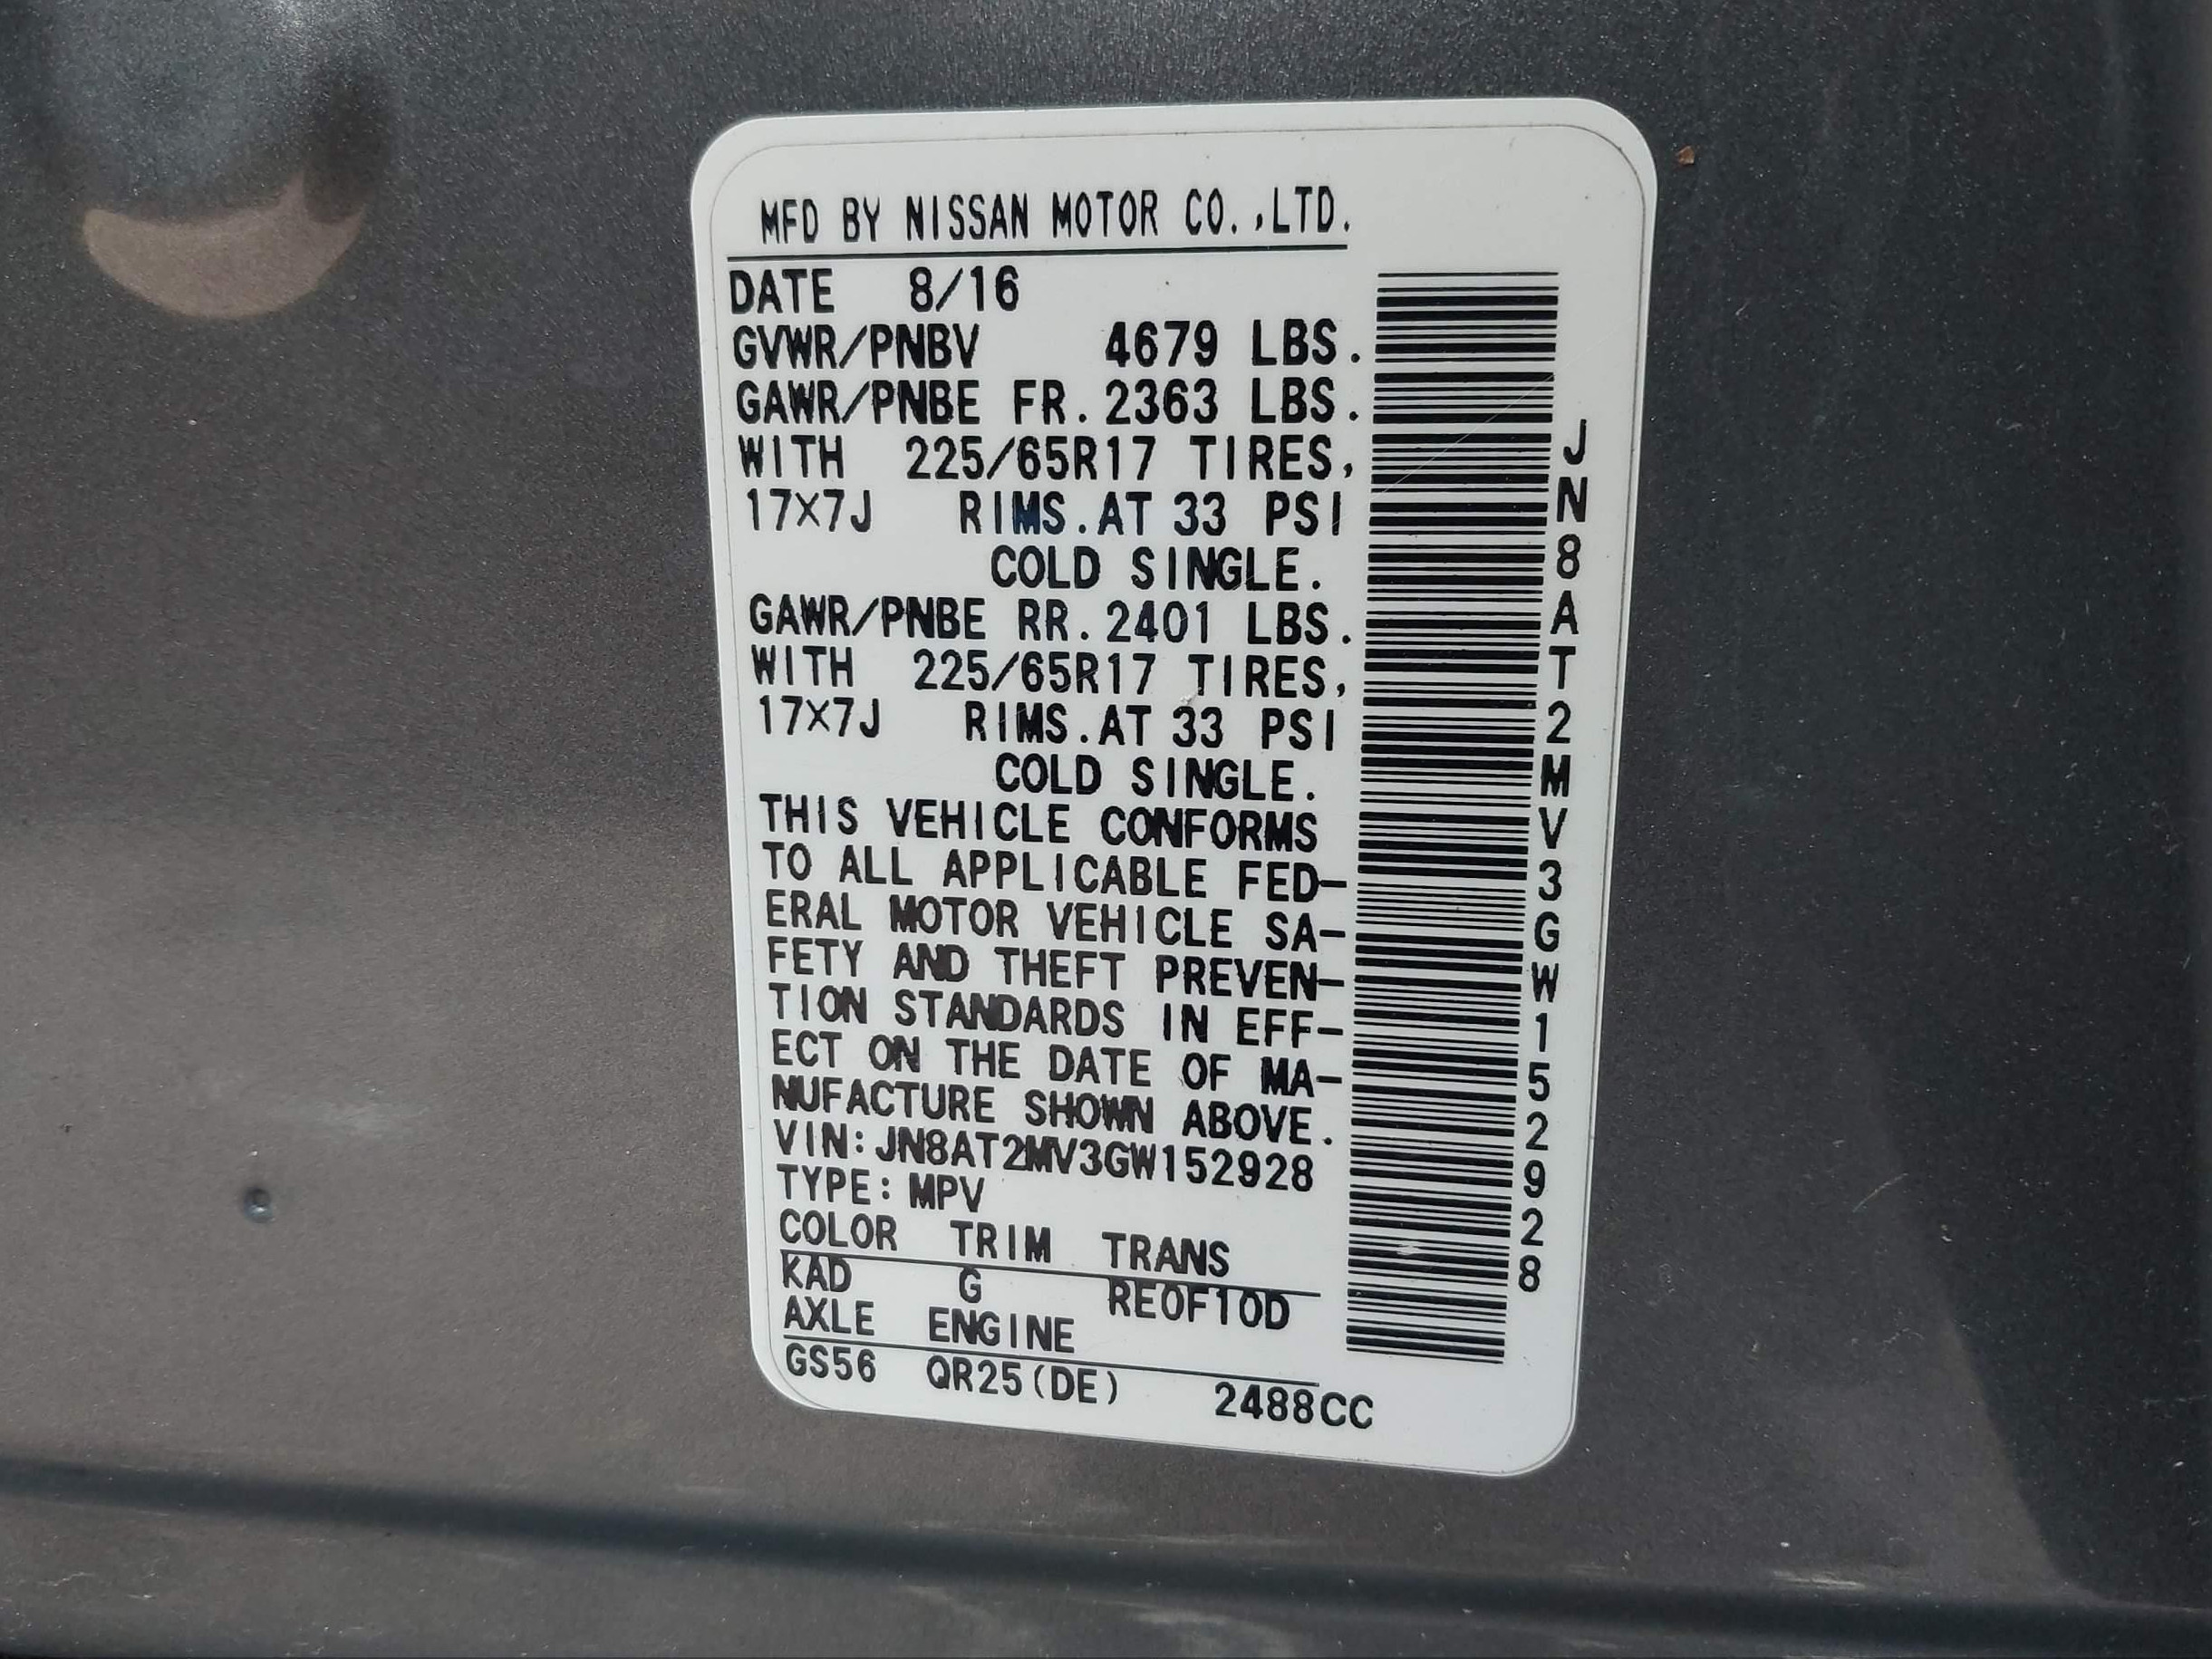 MFD BY NISSAN MOTOR CO.,LTD.
DATE 8/16
GVWR/PNBV 4679 LBS.
GAWR/PNBE FR. 2363 LBS.
WITH 225/65R17 TIRES,
17X7J RIMS.AT 33 PSI
COLD SINGLE.
GAWR/PNBE RR. 2401 LBS.
WITH 225/65R17 TIRES,
17X7J RIMS.AT 33 PSI
COLD SINGLE.
THIS VEHICLE CONFORMS
TO ALL APPLICABLE FED-
ERAL MOTOR VEHICLE SA-
FETY AND THEFT PREVEN-
TION STANDARDS IN EFF-
ECT ON THE DATE OF MA-
NUFACTURE SHOWN ABOVE.
VIN:JN8AT2MV3GW152928
TYPE:MPV
COLOR TRIM TRANS
KAD G RE0F10D
AXLE ENGINE
GS56 QR25(DE) 2488CC
JN8AT2MV3GW152928